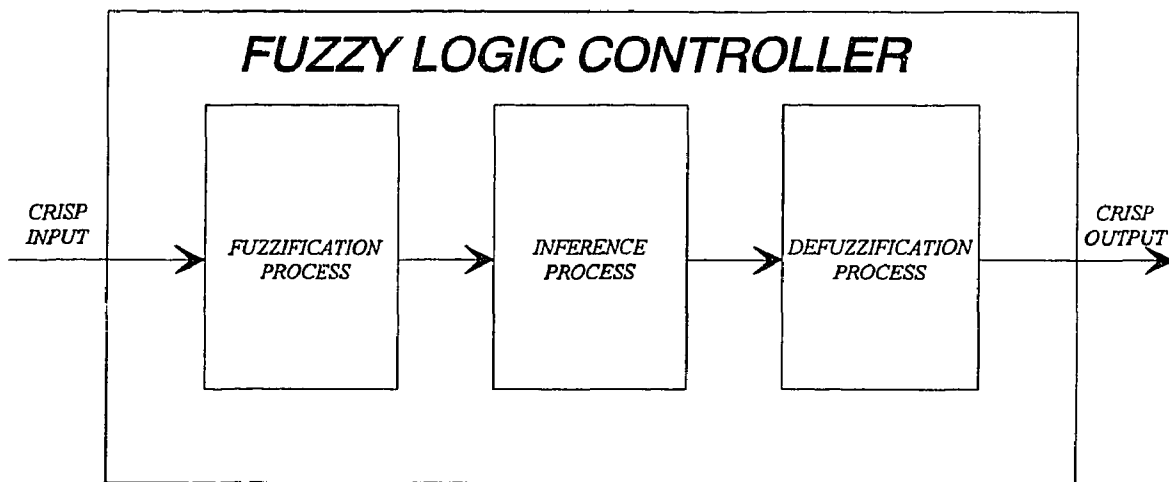 FUZZY LOGIC CONTROLLER
CRISP
INPUT
FUZZIFICATION
PROCESS
INFERENCE
PROCESS
DEFUZZIFICATION
PROCESS
CRISP
OUTPUT